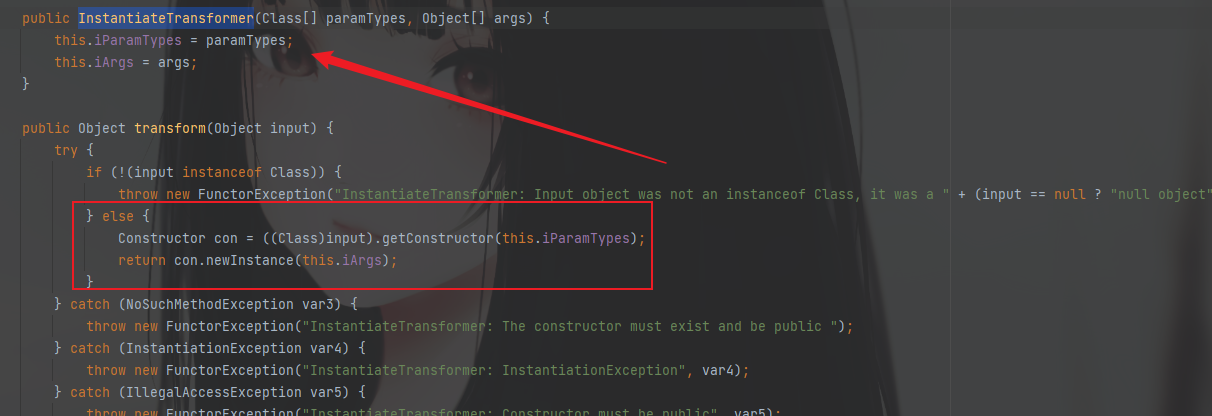 public InstantiateTransformer(Class[] paramTypes, Object[] args) {
this.iParamTypes = paramTypes;
this.iArgs = args;
}
public Object transform(Object input) {
try {
if (!(input instanceof Class)) {
throw new FunctorException("InstantiateTransformer: Input object was not an instanceof Class, it was a " + (input == null ? "null object"
} else {
Constructor con = ((Class)input).getConstructor(this.iParamTypes);
return con.newInstance(this.iArgs);
}
} catch (NoSuchMethodException var3) {
throw new FunctorException("InstantiateTransformer: The constructor must exist and be public ");
} catch (InstantiationException var4) {
throw new FunctorException("InstantiateTransformer: InstantiationException", var4);
} catch (IllegalAccessException var5) {
throw new FunctorException("InstantiateTransformer: Constructor must be public", var5);